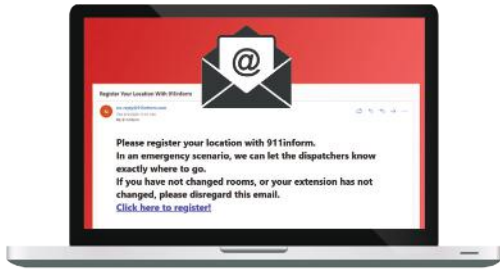 @
Register Your Location With 911inform
Please register your location with 911inform.
In an emergency scenario, we can let the dispatchers know
exactly where to go.
If you have not changed rooms, or your extension has not
changed, please disregard this email.
Click here to register!